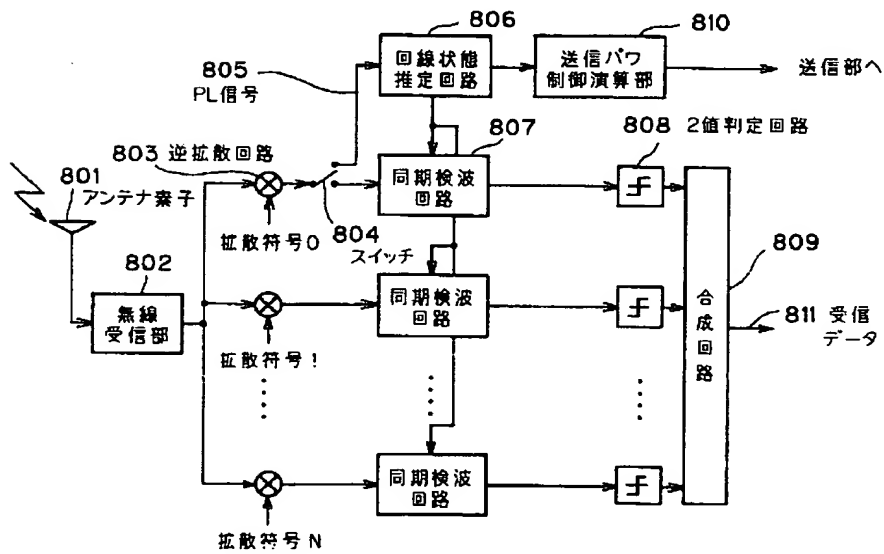 806
回線状態
推定回路
810
送信パワ
制御演算部
送信部へ
805
PL信号
807
同期検波
回路
808 2値判定回路
803 逆拡散回路
801
アンテナ素子
拡散符号0
804
スイッチ
809
802
無線
受信部
同期検波
回路
拡散符号1
合成回路
811 受信
データ
同期検波
回路
拡散符号N